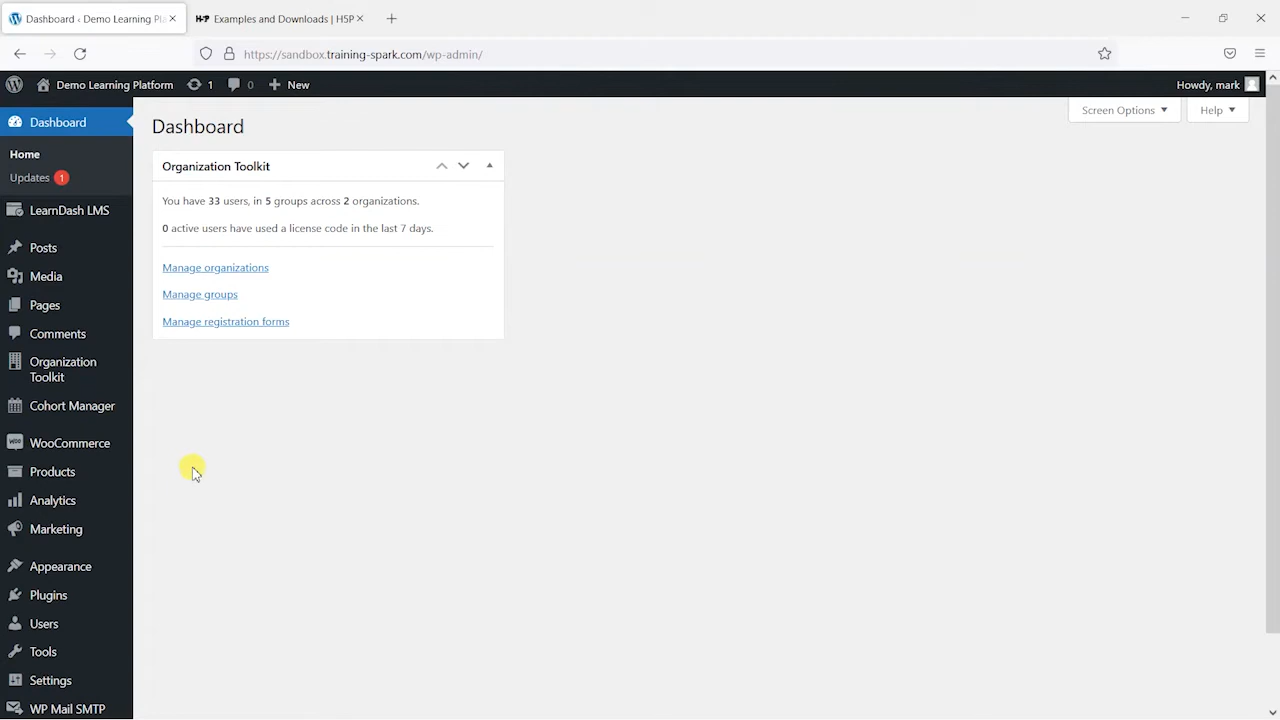 Dashboard ‹ Demo Learning Pla
H5P Examples and Downloads | H5P
https://sandbox.training-spark.com/wp-admin/
Demo Learning Platform 1 0 New
Howdy, mark
Dashboard
Home
Updates 1
LearnDash LMS
Posts
Media
Pages
Comments
Organization
Toolkit
Cohort Manager
WooCommerce
Products
Analytics
Marketing
Appearance
Plugins
Users
Tools
Settings
WP Mail SMTP
Screen Options
Help
Dashboard
Organization Toolkit
You have 33 users, in 5 groups across 2 organizations.
0 active users have used a license code in the last 7 days.
Manage organizations
Manage groups
Manage registration forms